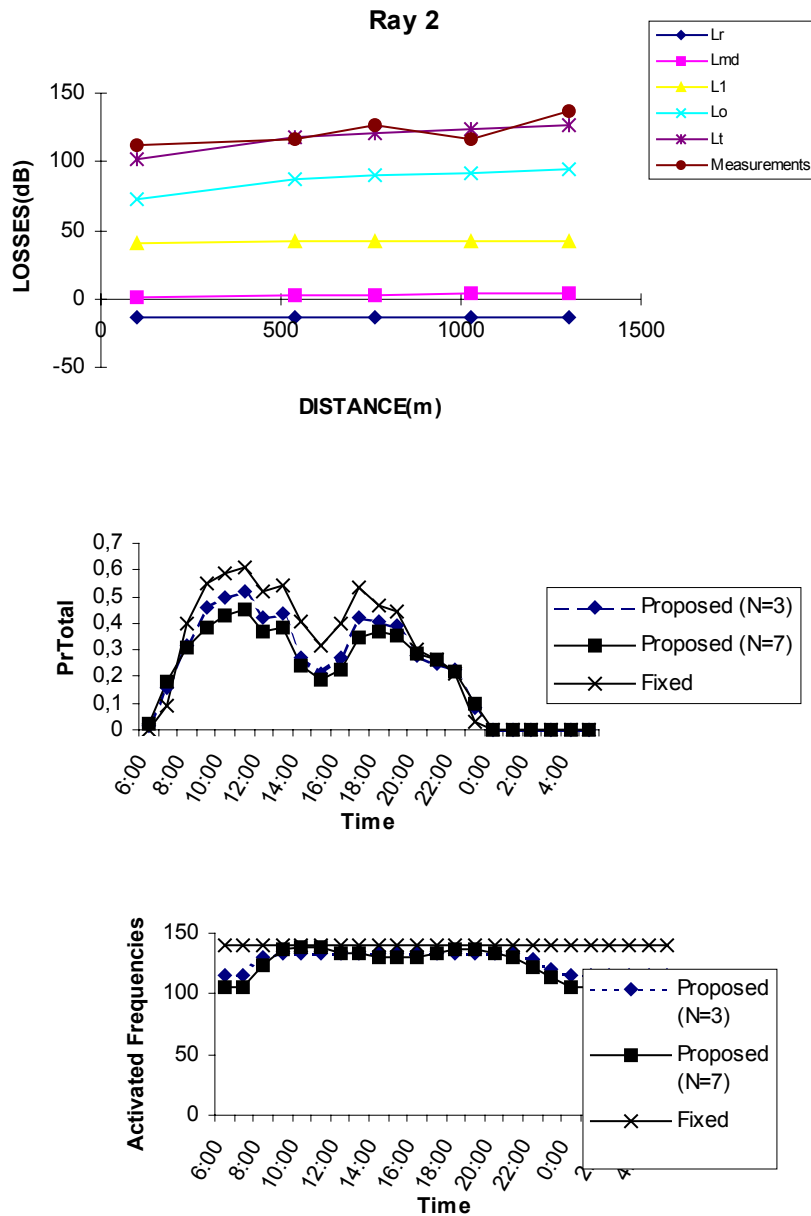 Ray 2
Lr
Lmd
L1
Lo
Lt
Measurements
LOSSES(dB)
150
100
50
0
-50
0
500
1000
1500
DISTANCE(m)
PrTotal
0,7
0,6
0,5
0,4
0,3
0,2
0,1
0
6:00
8:00
10:00
12:00
14:00
16:00
18:00
20:00
22:00
0:00
2:00
4:00
Time
Proposed (N=3)
Proposed (N=7)
Fixed
Activated Frequencies
150
100
50
0
6:00
8:00
10:00
12:00
14:00
16:00
18:00
20:00
22:00
0:00
Time
Proposed
(N=3)
Proposed
(N=7)
Fixed